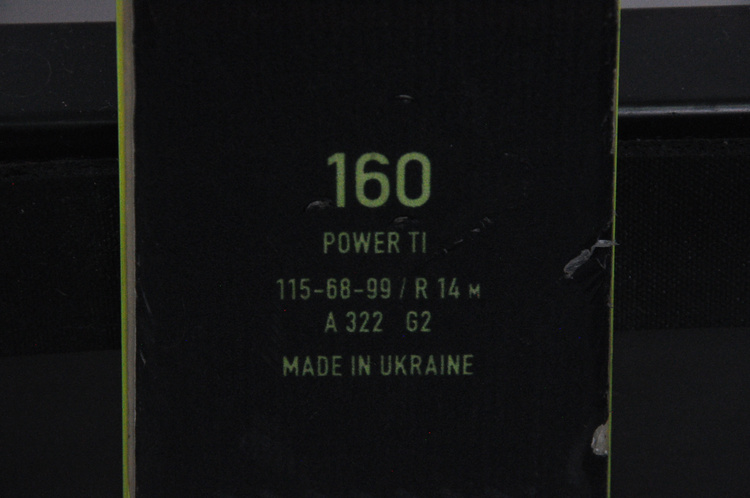 160
POWER TI
115-68-99 / R 14 M
A 322 G2
MADE IN UKRAINE